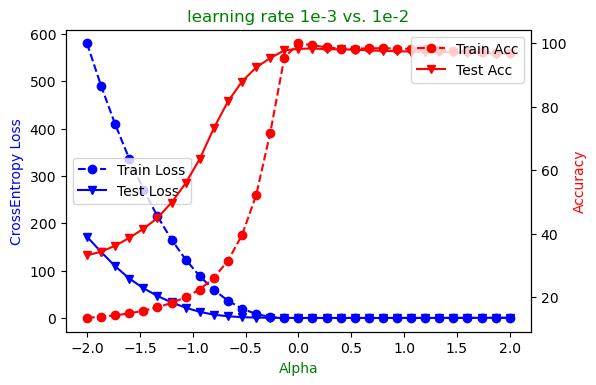 learning rate 1e-3 vs. 1e-2
600
500
400
300
200
100
0
CrossEntropy Loss
Train Loss
Test Loss
Train Acc
Test Acc
100
80
60
40
20
Accuracy
−2.0 −1.5 −1.0 −0.5 0.0 0.5 1.0 1.5 2.0
Alpha